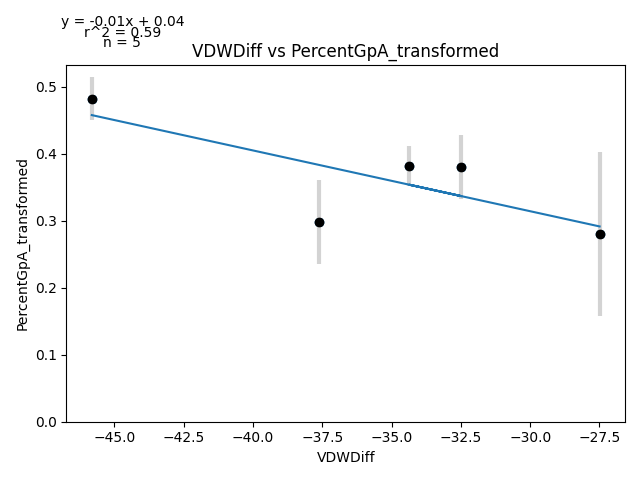 y = -0.01x + 0.04
r^2 = 0.59
n = 5
VDWDiff vs PercentGpA_transformed
0.5
0.4
0.3
0.2
0.1
0.0
PercentGpA_transformed
−45.0 −42.5 −40.0 −37.5 −35.0 −32.5 −30.0 −27.5
VDWDiff